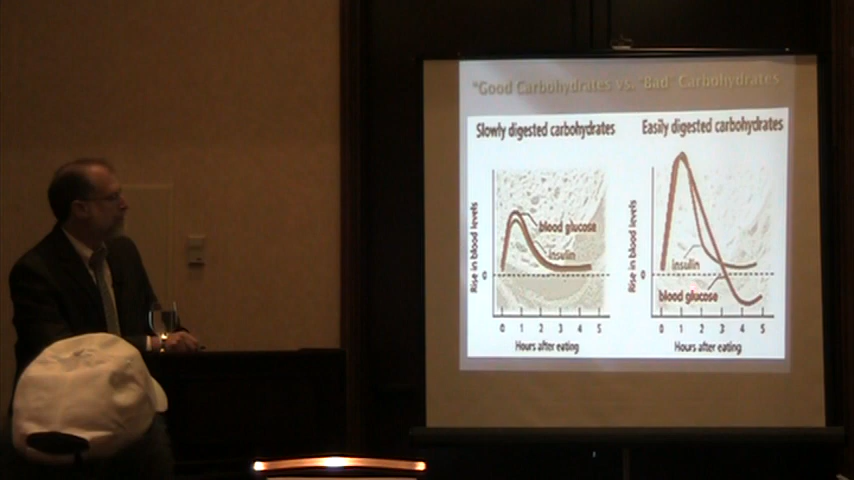 "Good Carbohydrates vs. "Bad" Carbohydrates
Slowly digested carbohydrates
Rise in blood levels
blood glucose
insulin
0
0 1 2 3 4 5
Hours after eating
Easily digested carbohydrates
Rise in blood levels
insulin
0
blood glucose
0 1 2 3 4 5
Hours after eating